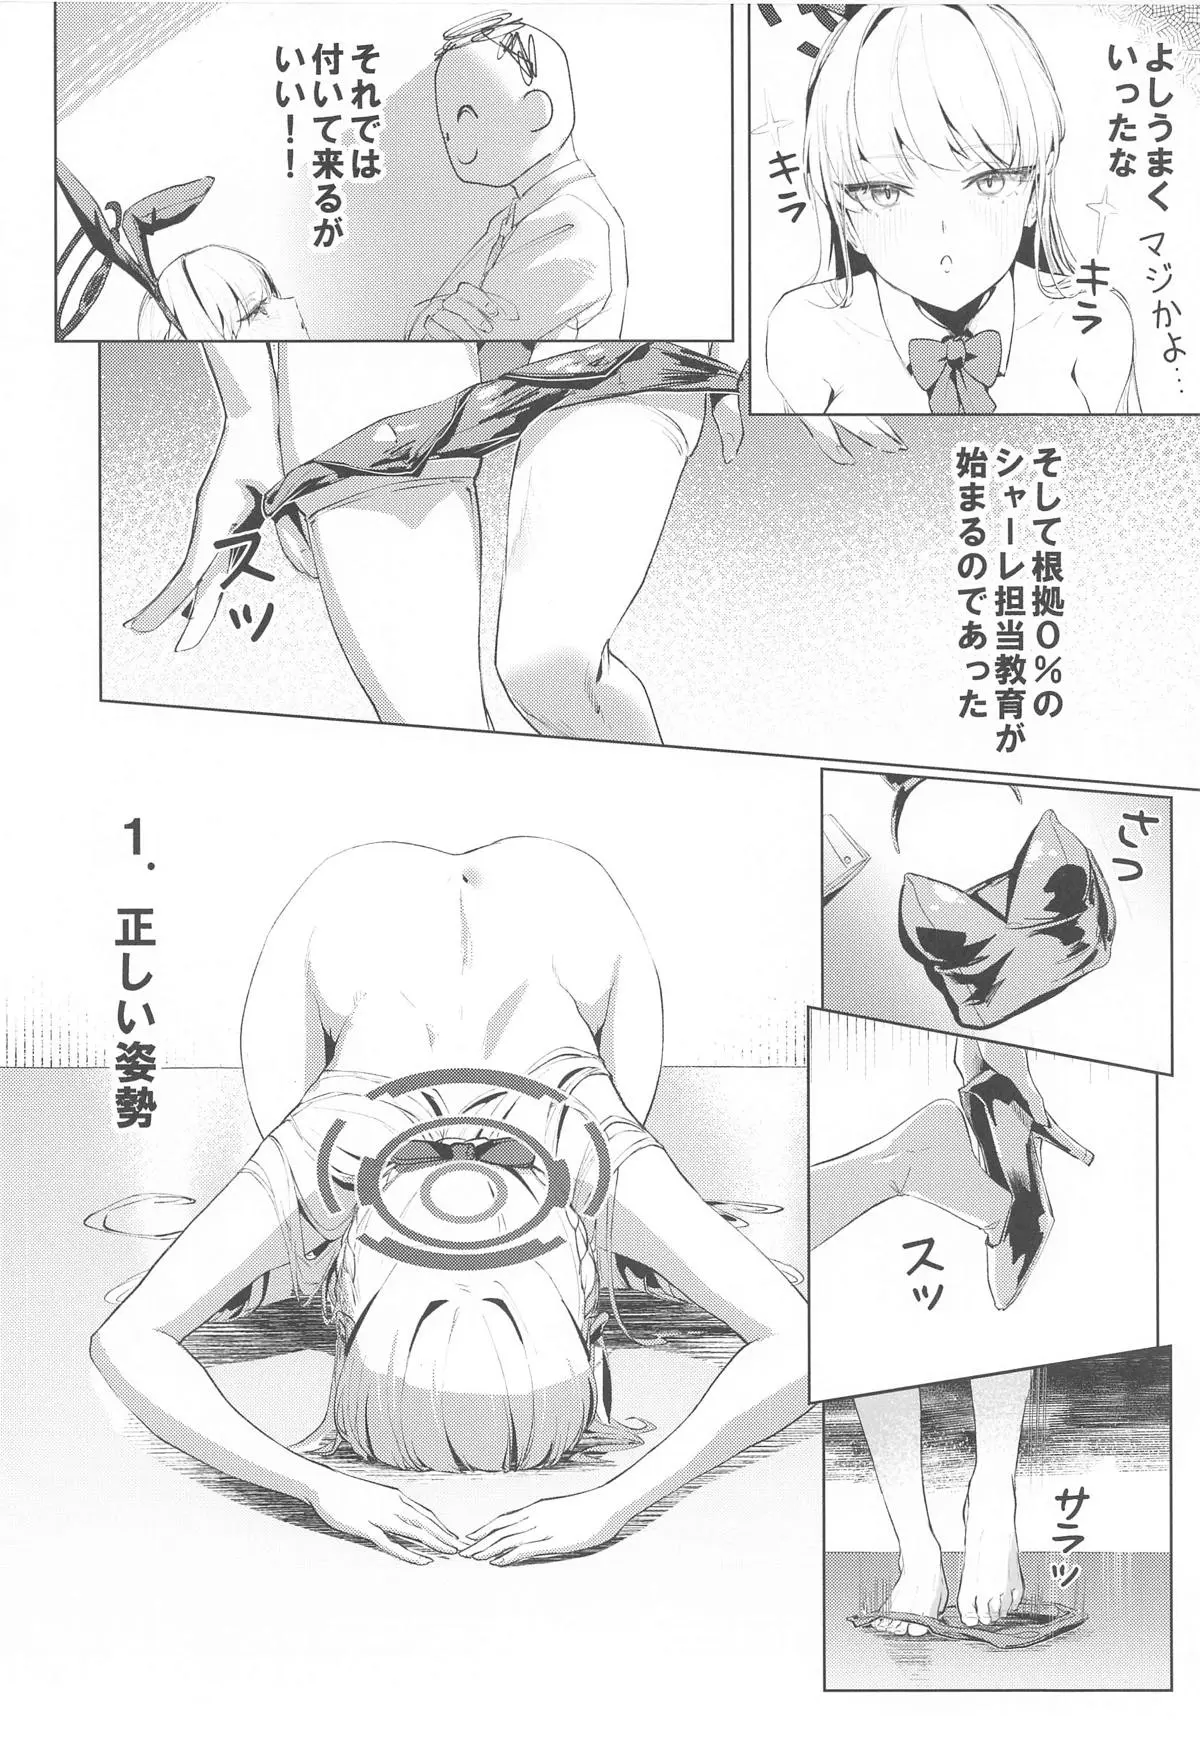 よしうまく
いったな
マジかよ…
キラ
キラ
それでは
付いて来るが
いい！！
そして根拠0％の
シャーレ担当教育が
始まるのであった
スッ
さっ
スッ
サラッ
1. 正しい姿勢